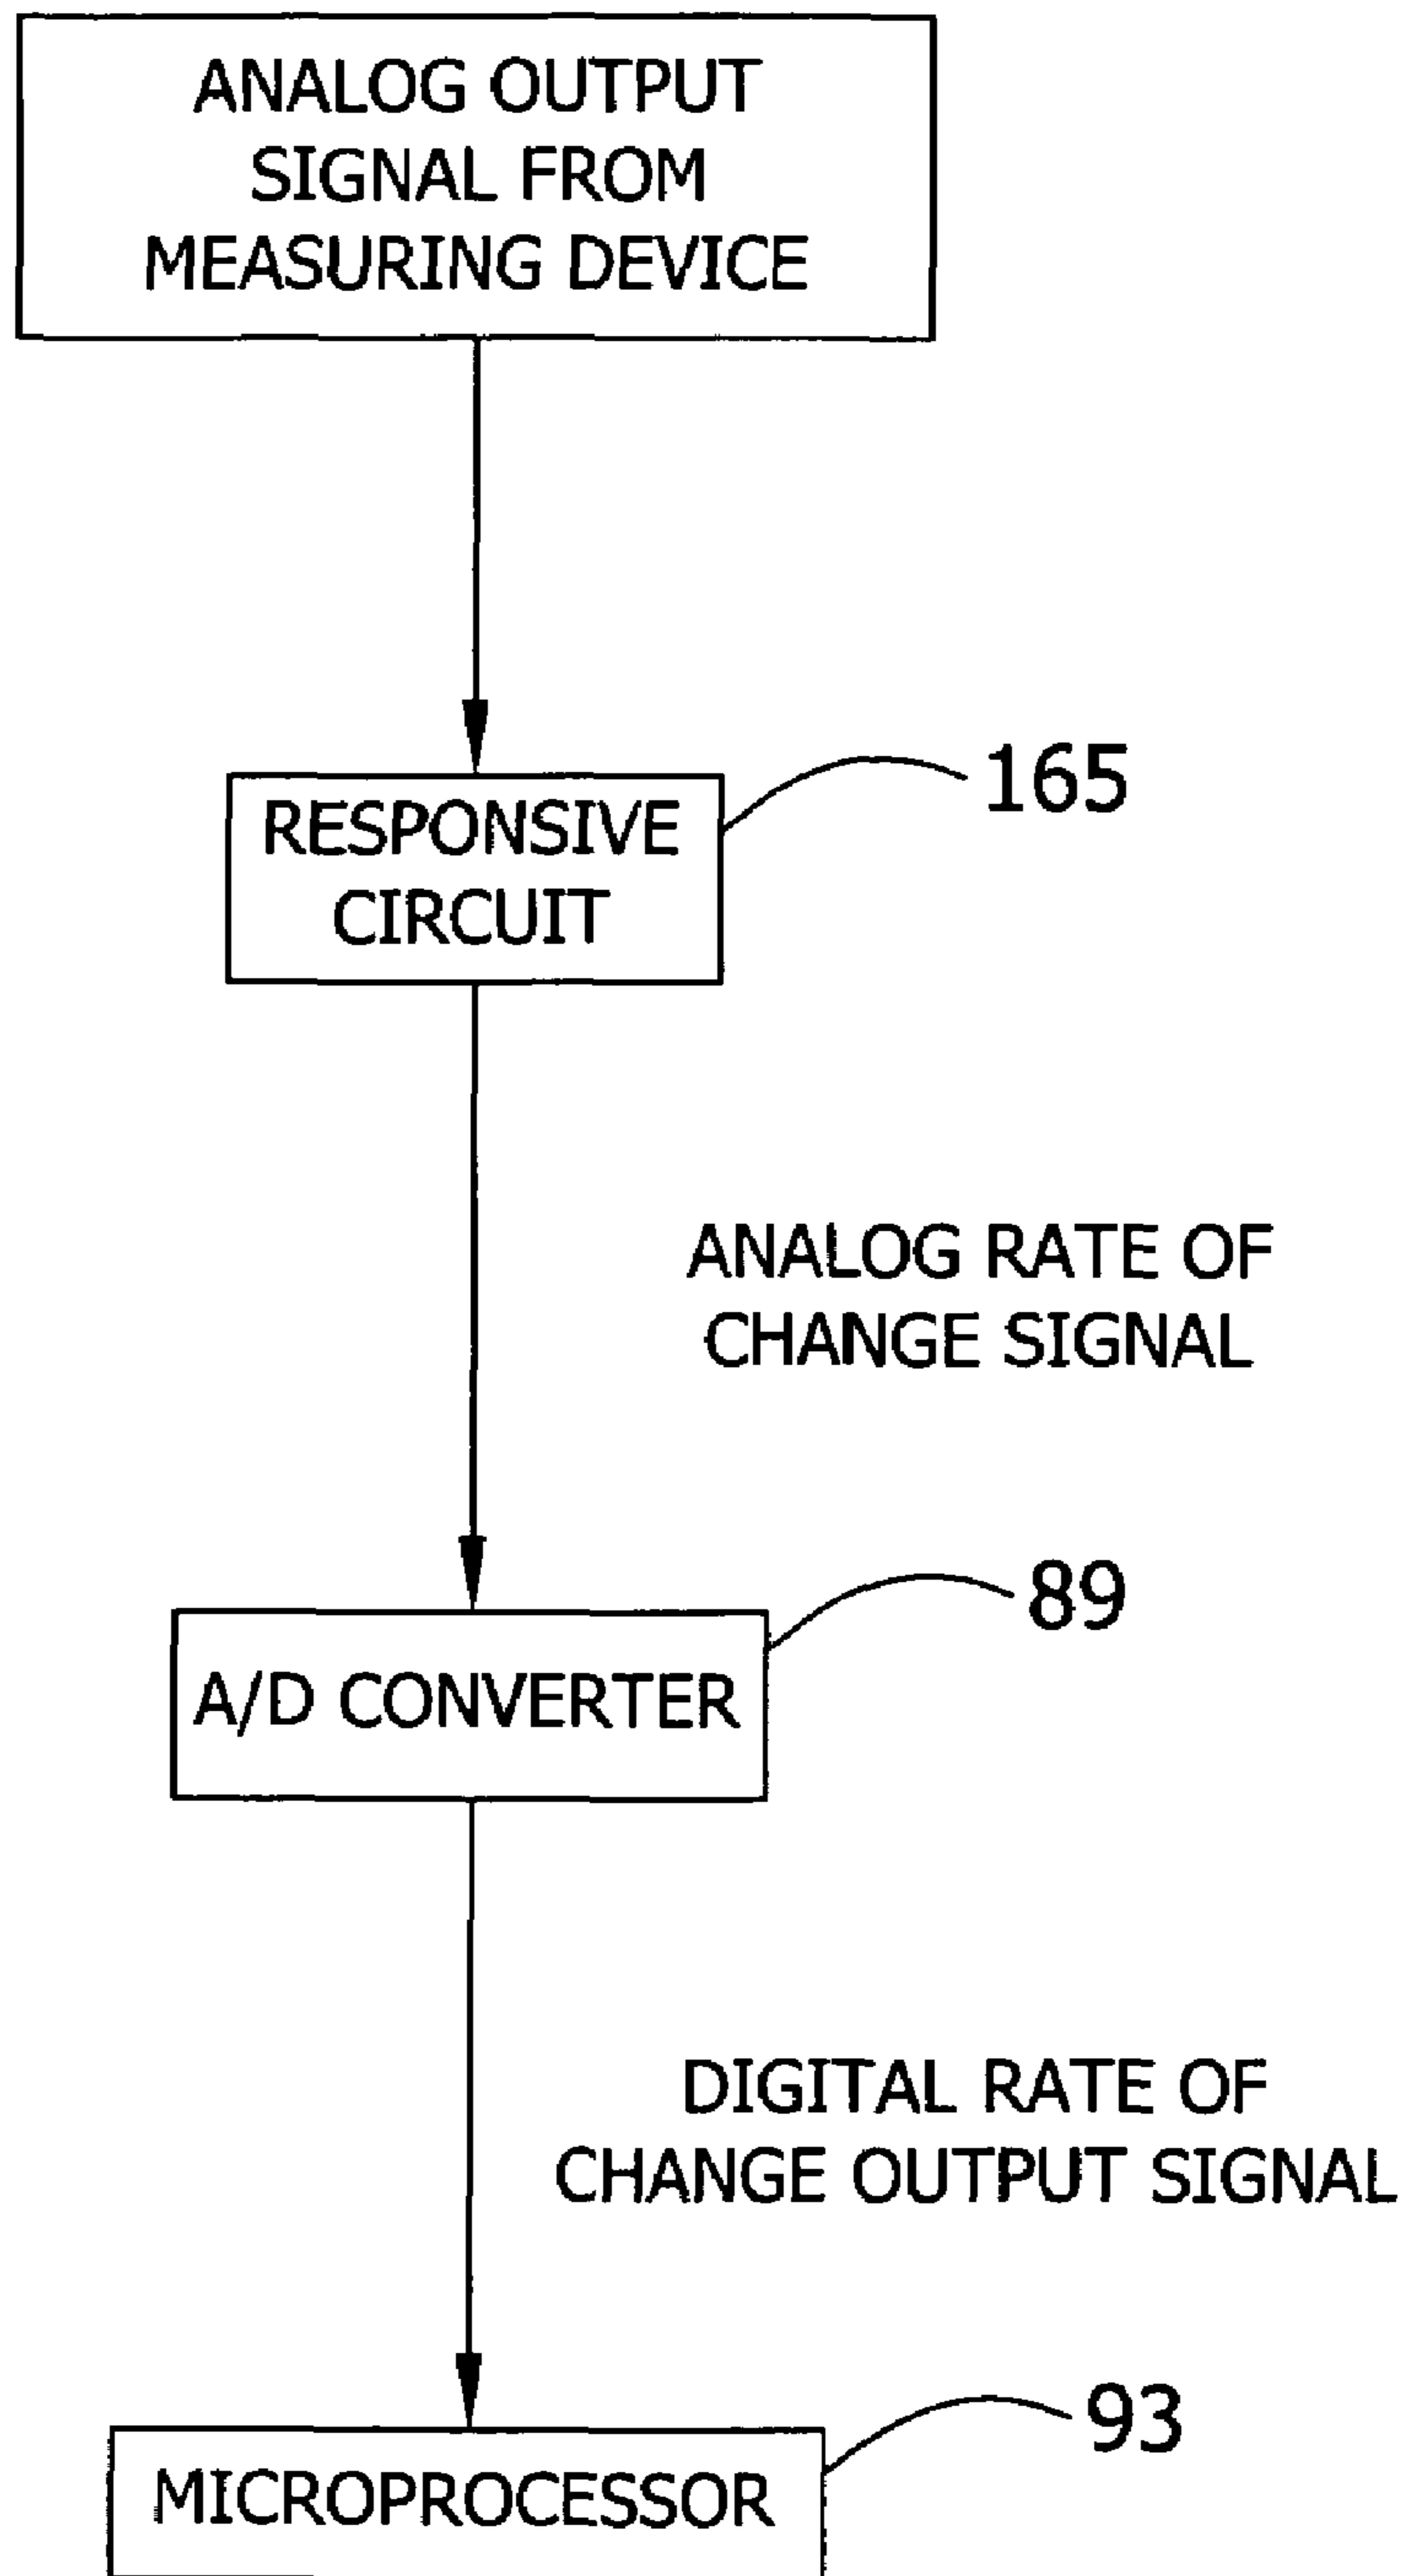 ANALOG OUTPUT
SIGNAL FROM
MEASURING DEVICE
165
RESPONSIVE
CIRCUIT
ANALOG RATE OF
CHANGE SIGNAL
89
A/D CONVERTER
DIGITAL RATE OF
CHANGE OUTPUT SIGNAL
93
MICROPROCESSOR